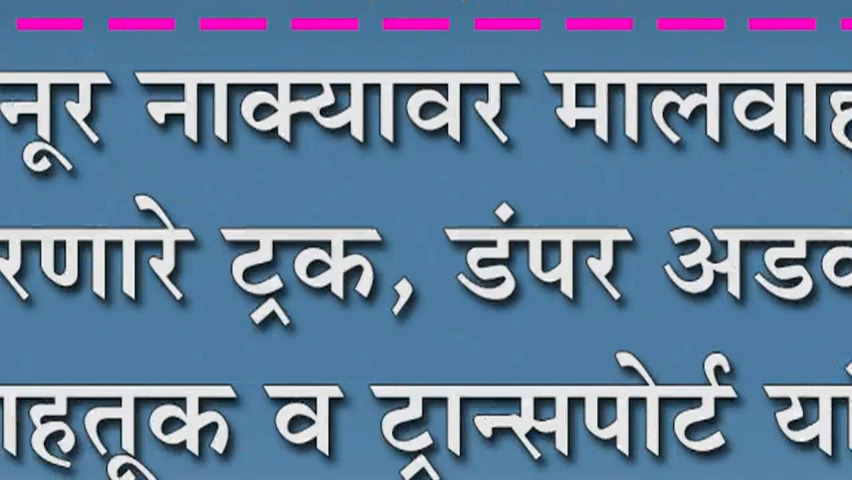 नूर नाक्यावर मालवाह
रणारे ट्रक, डंपर अडव
ाहतूक व ट्रान्सपोर्ट यां